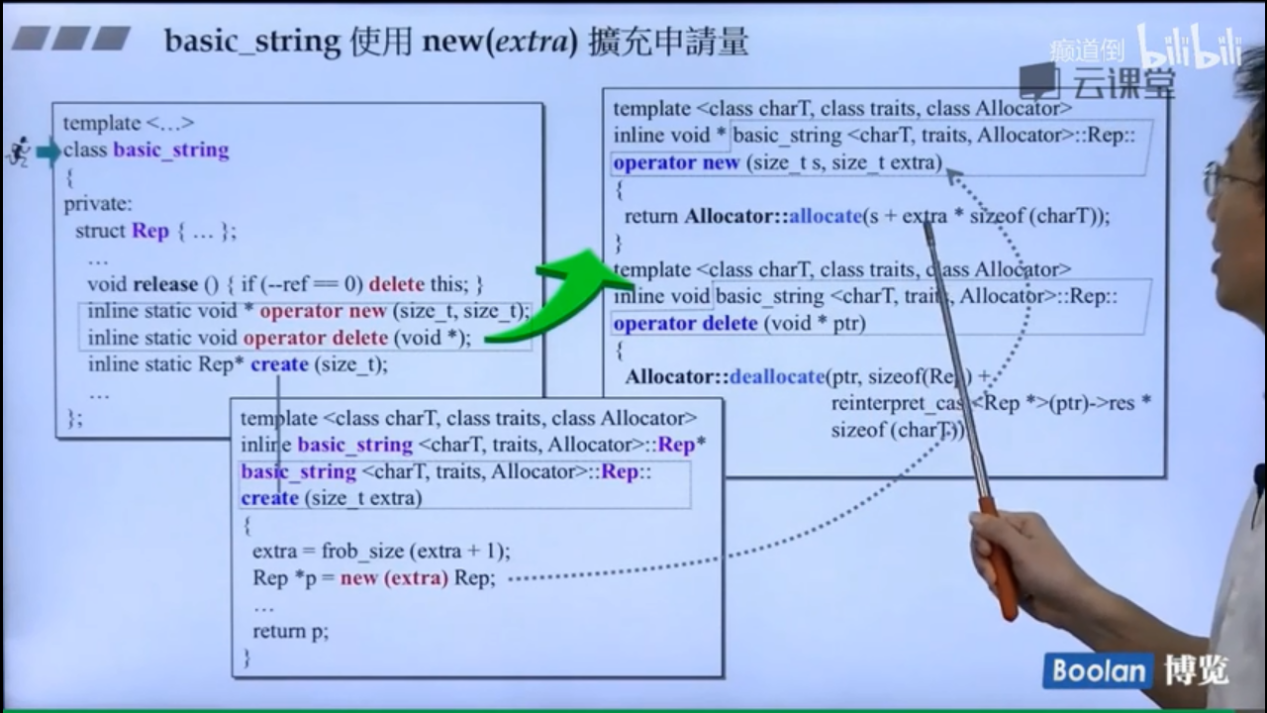 basic_string 使用 new(extra) 擴充申請量
癫道倒 bilibili
云课堂
template <…>
class basic_string
{
private:
struct Rep { … };
…
void release () { if (--ref == 0) delete this; }
inline static void * operator new (size_t, size_t);
inline static void operator delete (void *);
inline static Rep* create (size_t);
…
};
template <class charT, class traits, class Allocator>
inline void * basic_string <charT, traits, Allocator>::Rep::
operator new (size_t s, size_t extra)
{
return Allocator::allocate(s + extra * sizeof (charT));
}
template <class charT, class traits, class Allocator>
inline void basic_string <charT, traits, Allocator>::Rep::
operator delete (void * ptr)
{
Allocator::deallocate(ptr, sizeof(Rep) +
reinterpret_cast<Rep *>(ptr)->res *
sizeof (charT));
}
template <class charT, class traits, class Allocator>
inline basic_string <charT, traits, Allocator>::Rep*
basic_string <charT, traits, Allocator>::Rep::
create (size_t extra)
{
extra = frob_size (extra + 1);
Rep *p = new (extra) Rep;
…
return p;
}
Boolan 博览